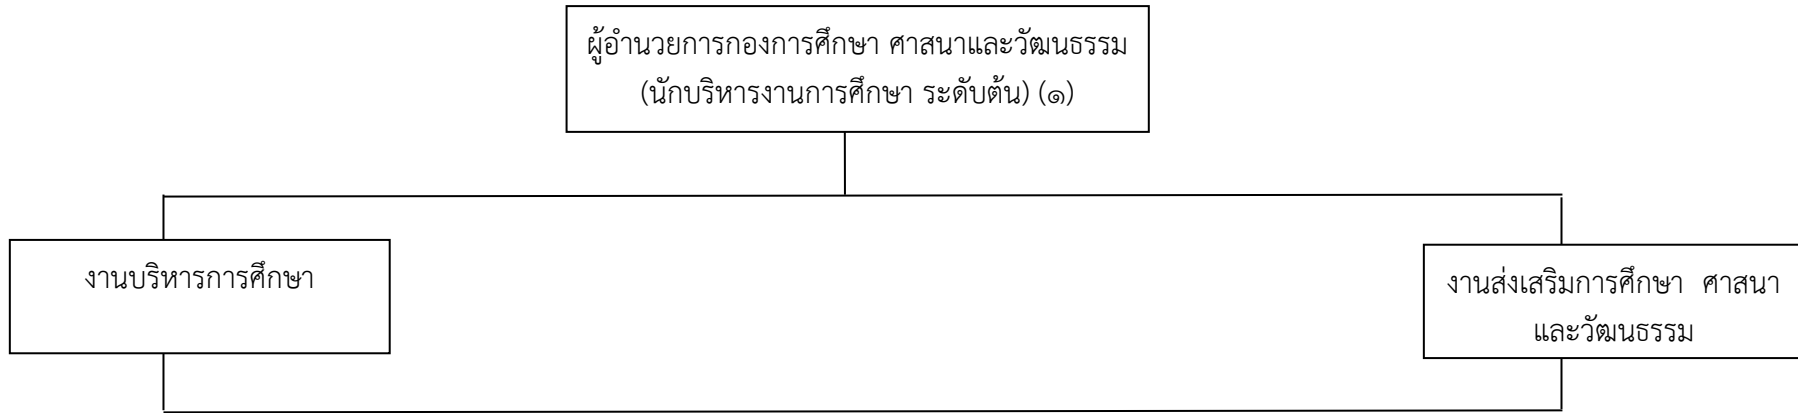 ผู้อำนวยการกองการศึกษา ศาสนาและวัฒนธรรม
(นักบริหารงานการศึกษา ระดับต้น) (๑)
งานบริหารการศึกษา
งานส่งเสริมการศึกษา ศาสนา
และวัฒนธรรม